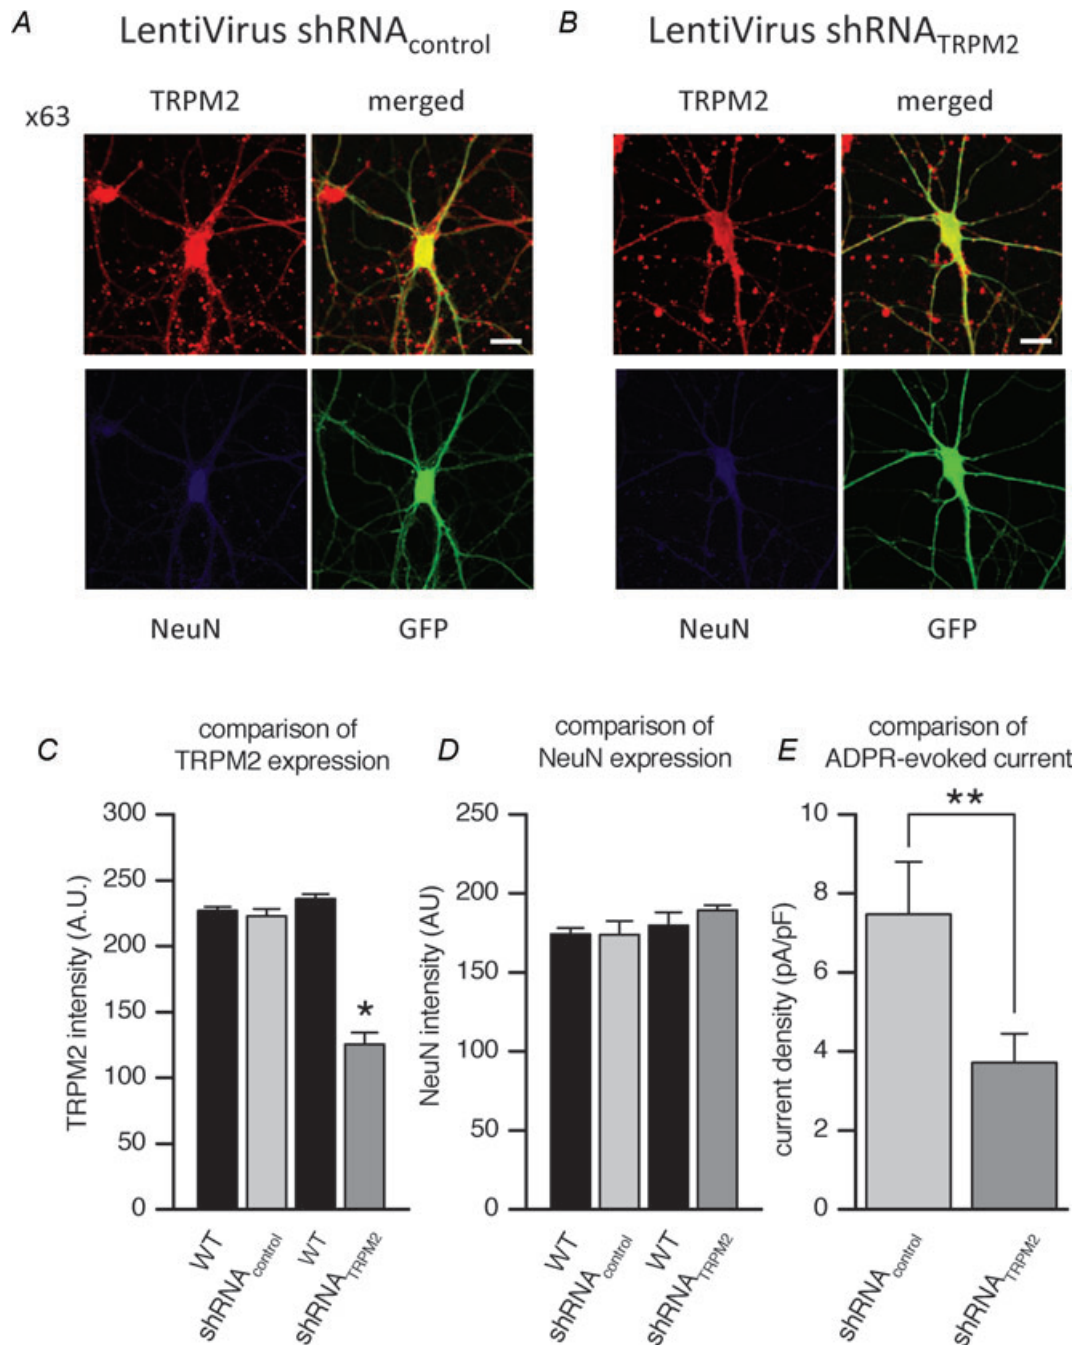 A LentiVirus shRNAcontrol
B LentiVirus shRNATRPM2
x63
TRPM2 merged
TRPM2 merged
NeuN GFP
NeuN GFP
C comparison of
TRPM2 expression
D comparison of
NeuN expression
E comparison of
ADPR-evoked current
TRPM2 intensity (A.U.)
300
250
200
150
100
50
0
*
WT
shRNAcontrol
WT
shRNATRPM2
NeuN intensity (AU)
250
200
150
100
50
0
WT
shRNAcontrol
WT
shRNATRPM2
current density (pA/pF)
10
8
6
4
2
0
**
shRNAcontrol
shRNATRPM2